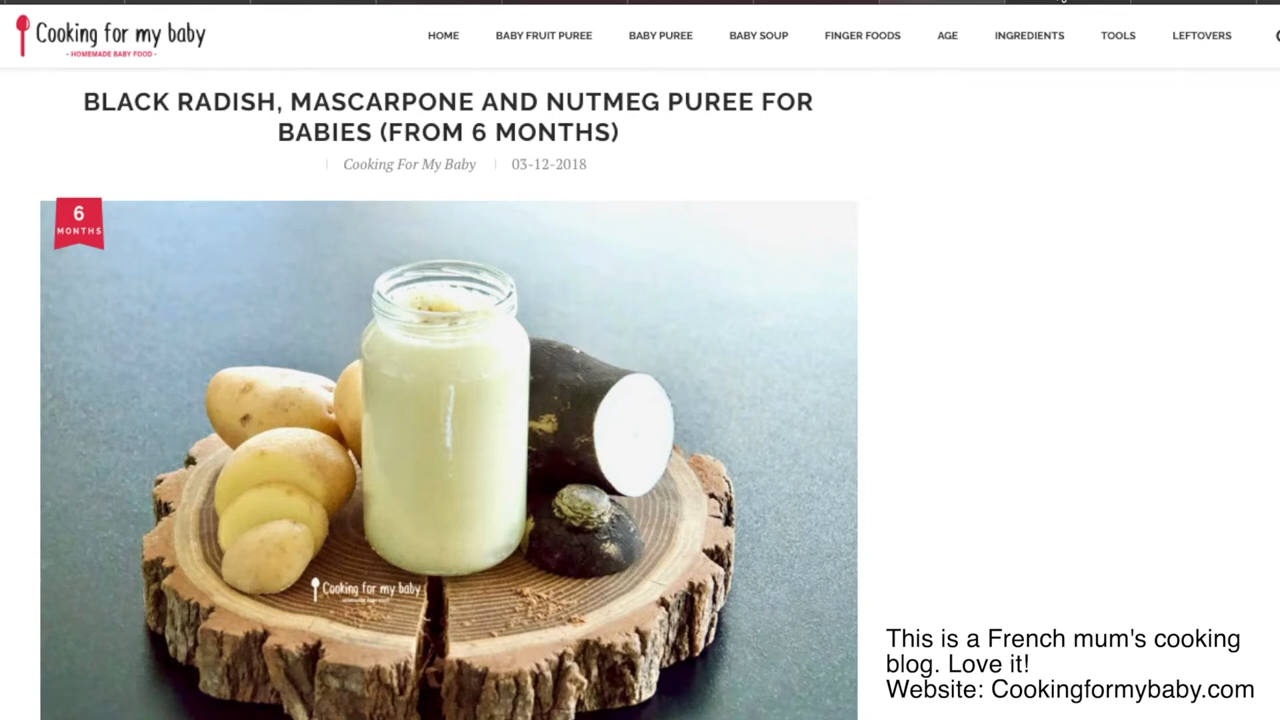 Cooking for my baby
- HOMEMADE BABY FOOD -
HOME BABY FRUIT PUREE BABY PUREE BABY SOUP FINGER FOODS AGE INGREDIENTS TOOLS LEFTOVERS
BLACK RADISH, MASCARPONE AND NUTMEG PUREE FOR
BABIES (FROM 6 MONTHS)
Cooking For My Baby 03-12-2018
6
MONTHS
Cooking for my baby
This is a French mum's cooking
blog. Love it!
Website: Cookingformybaby.com